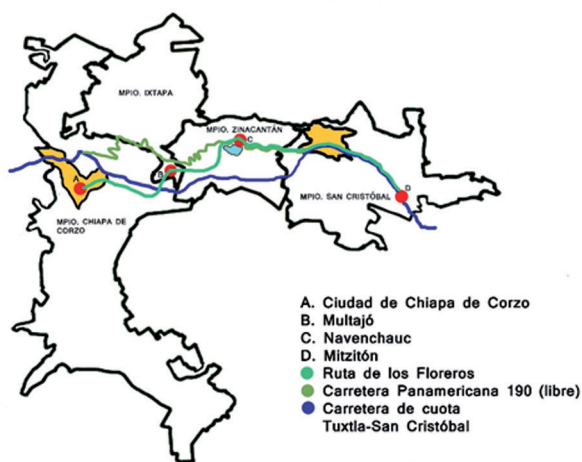 MPIO. IXTAPA
MPIO. ZINACANTÁN
C
B
A
MPIO. SAN CRISTÓBAL
D
MPIO. CHIAPA DE
CORZO
A. Ciudad de Chiapa de Corzo
B. Multajó
C. Navenchauc
D. Mitzitón
Ruta de los Floreros
Carretera Panamericana 190 (libre)
Carretera de cuota
Tuxtla-San Cristóbal